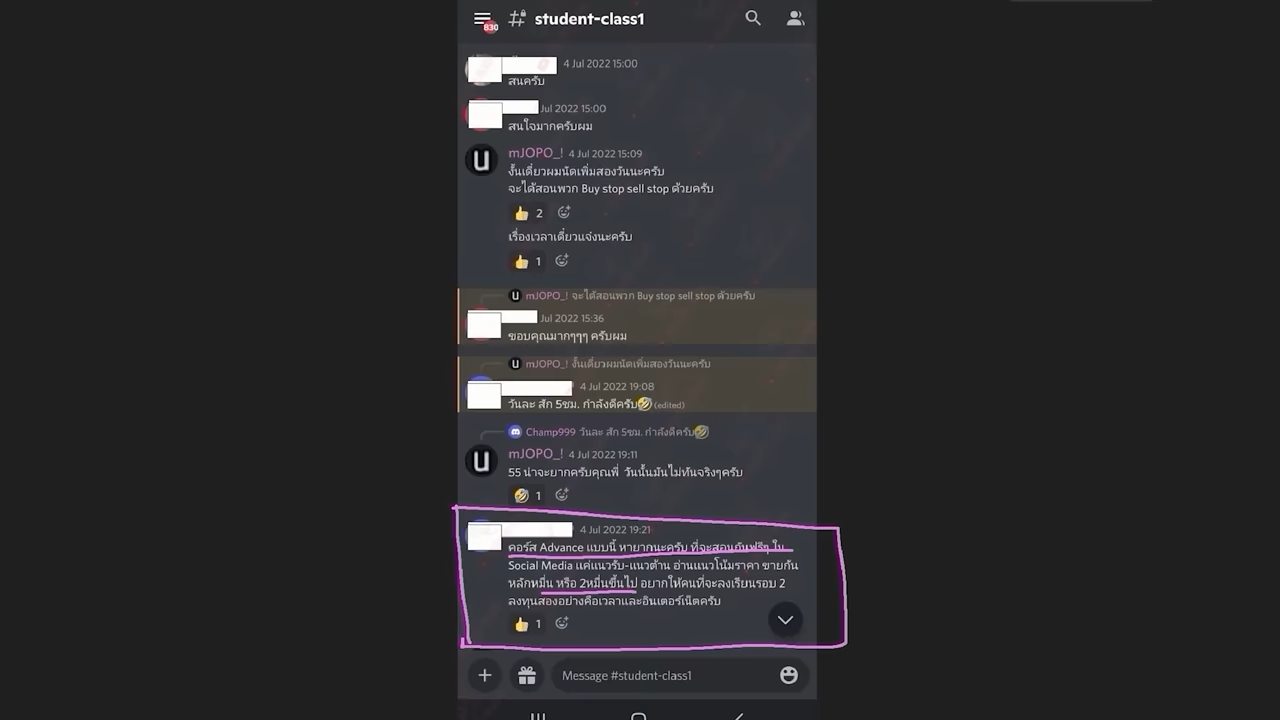 830
student-class1
4 Jul 2022 15:00
สนครับ
Jul 2022 15:00
สนใจมากครับผม
mJOPO_! 4 Jul 2022 15:09
งั้นเดี๋ยวผมนัดเพิ่มสองวันนะครับ
จะได้สอนพวก Buy stop sell stop ด้วยครับ
2
เรื่องเวลาเดี๋ยวแจ้งนะครับ
1
mJOPO_! จะได้สอนพวก Buy stop sell stop ด้วยครับ
Jul 2022 15:36
ขอบคุณมากๆๆๆ ครับผม
mJOPO_! งั้นเดี๋ยวผมนัดเพิ่มสองวันนะครับ
4 Jul 2022 19:08
วันละ สัก 5ชม. กำลังดีครับ🤣 (edited)
Champ999 วันละ สัก 5ชม. กำลังดีครับ🤣
mJOPO_! 4 Jul 2022 19:11
55 น่าจะยากครับคุณพี่ วันนั้นมันไม่ทันจริงๆครับ
1
4 Jul 2022 19:21
คอร์ส Advance แบบนี้ หายากนะครับ ที่จะสอนกันฟรีๆ ใน
Social Media แค่แนวรับ-แนวต้าน อ่านแนวโน้มราคา ขายกัน
หลักหมื่น หรือ 2หมื่นขึ้นไป อยากให้คนที่จะลงเรียนรอบ 2
ลงทุนสองอย่างคือเวลาและอินเตอร์เน็ตครับ
1
Message #student-class1